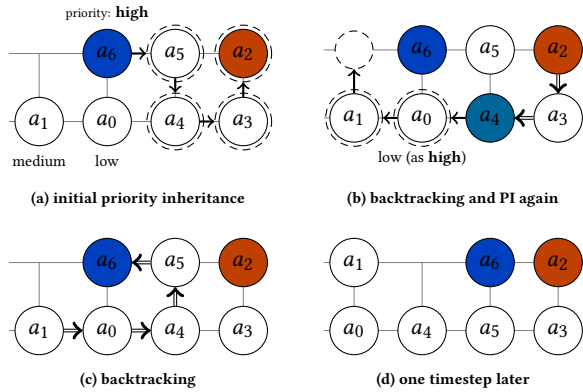 priority: high
a6 a5 a2
a1 a0 a4 a3
medium low
(a) initial priority inheritance
a6 a5 a2
a1 a0 a4 a3
low (as high)
(b) backtracking and PI again
a6 a5 a2
a1 a0 a4 a3
(c) backtracking
a1 a6 a2
a0 a4 a5 a3
(d) one timestep later